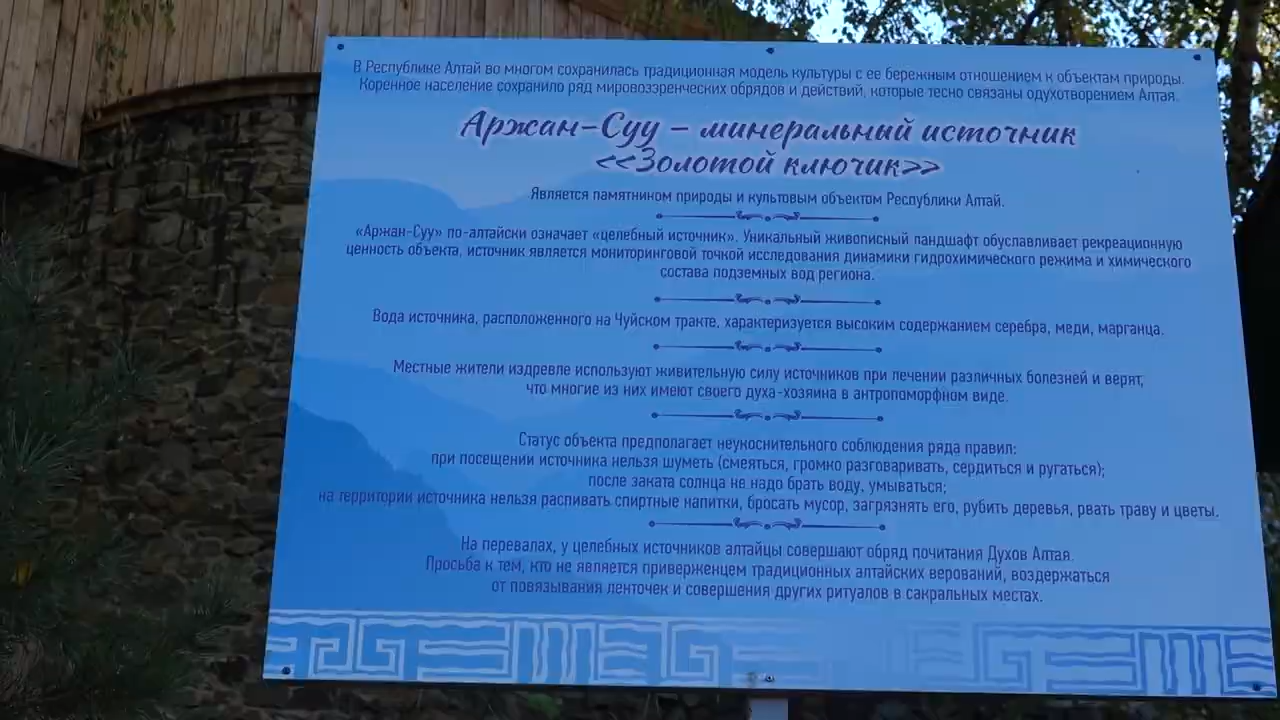 В Республике Алтай во многом сохранилась традиционная модель культуры с ее бережным отношением к объектам природы.
Коренное население сохранило ряд мировоззренческих обрядов и действий, которые тесно связаны одухотворением Алтая.
Аржан-Суу – минеральный источник
<<Золотой ключик>>
Является памятником природы и культовым объектом Республики Алтай.
«Аржан-Суу» по-алтайски означает «целебный источник». Уникальный живописный ландшафт обуславливает рекреационную
ценность объекта, источник является мониторинговой точкой исследования динамики гидрохимического режима и химического
состава подземных вод региона.
Вода источника, расположенного на Чуйском тракте, характеризуется высоким содержанием серебра, меди, марганца.
Местные жители издревле используют живительную силу источников при лечении различных болезней и верят,
что многие из них имеют своего духа-хозяина в антропоморфном виде.
Статус объекта предполагает неукоснительного соблюдения ряда правил:
при посещении источника нельзя шуметь (смеяться, громко разговаривать, сердиться и ругаться);
после заката солнца не надо брать воду, умываться;
на территории источника нельзя распивать спиртные напитки, бросать мусор, загрязнять его, рубить деревья, рвать траву и цветы.
На перевалах, у целебных источников алтайцы совершают обряд почитания Духов Алтая.
Просьба к тем, кто не является приверженцем традиционных алтайских верований, воздержаться
от повязывания ленточек и совершения других ритуалов в сакральных местах.